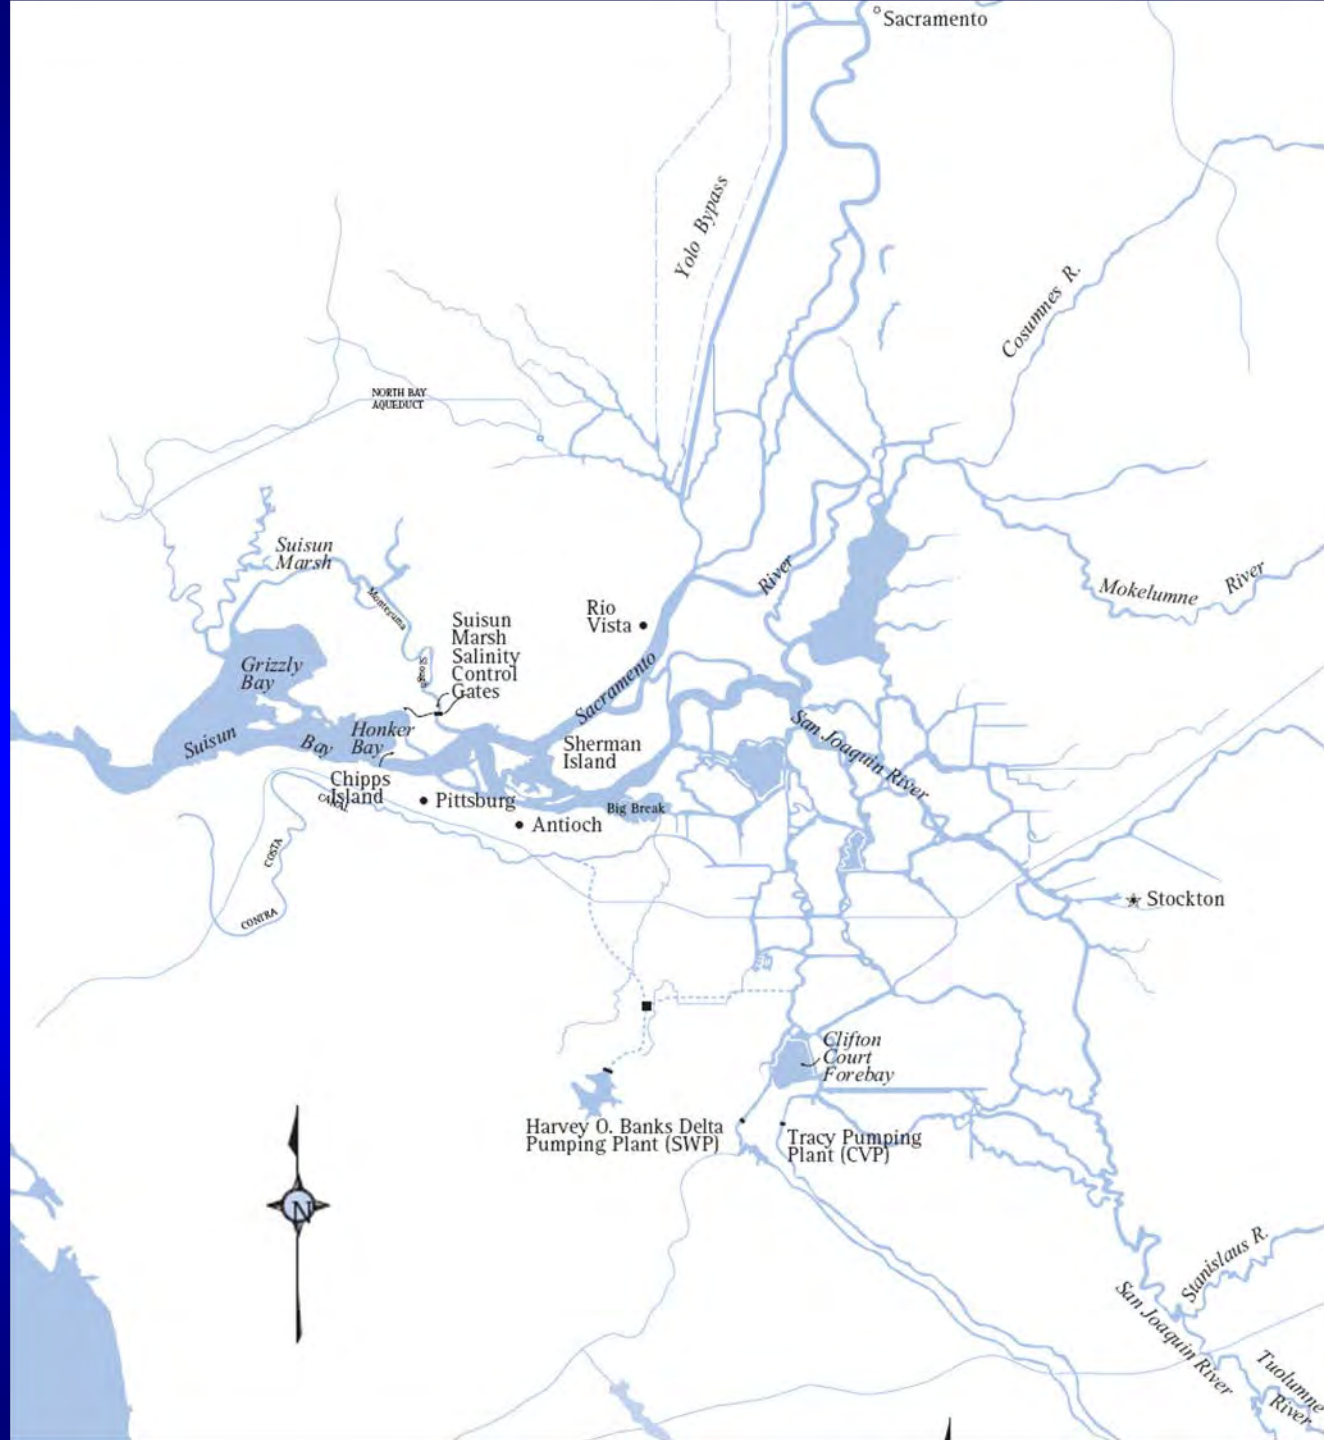 Sacramento
Yolo Bypass
Cosumnes R.
NORTH BAY
AQUEDUCT
Suisun
Marsh
Montezuma
Slough
Suisun
Marsh
Salinity
Control
Gates
Rio
Vista
River
Mokelumne River
Grizzly
Bay
Sacramento
Suisun Bay
Honker
Bay
Sherman
Island
San Joaquin River
Chipps
Island
CANAL
Pittsburg
Big Break
Antioch
COSTA
CONTRA
Stockton
Clifton
Court
Forebay
Harvey O. Banks Delta
Pumping Plant (SWP)
Tracy Pumping
Plant (CVP)
N
Stanislaus R.
San Joaquin River
Tuolumne
River